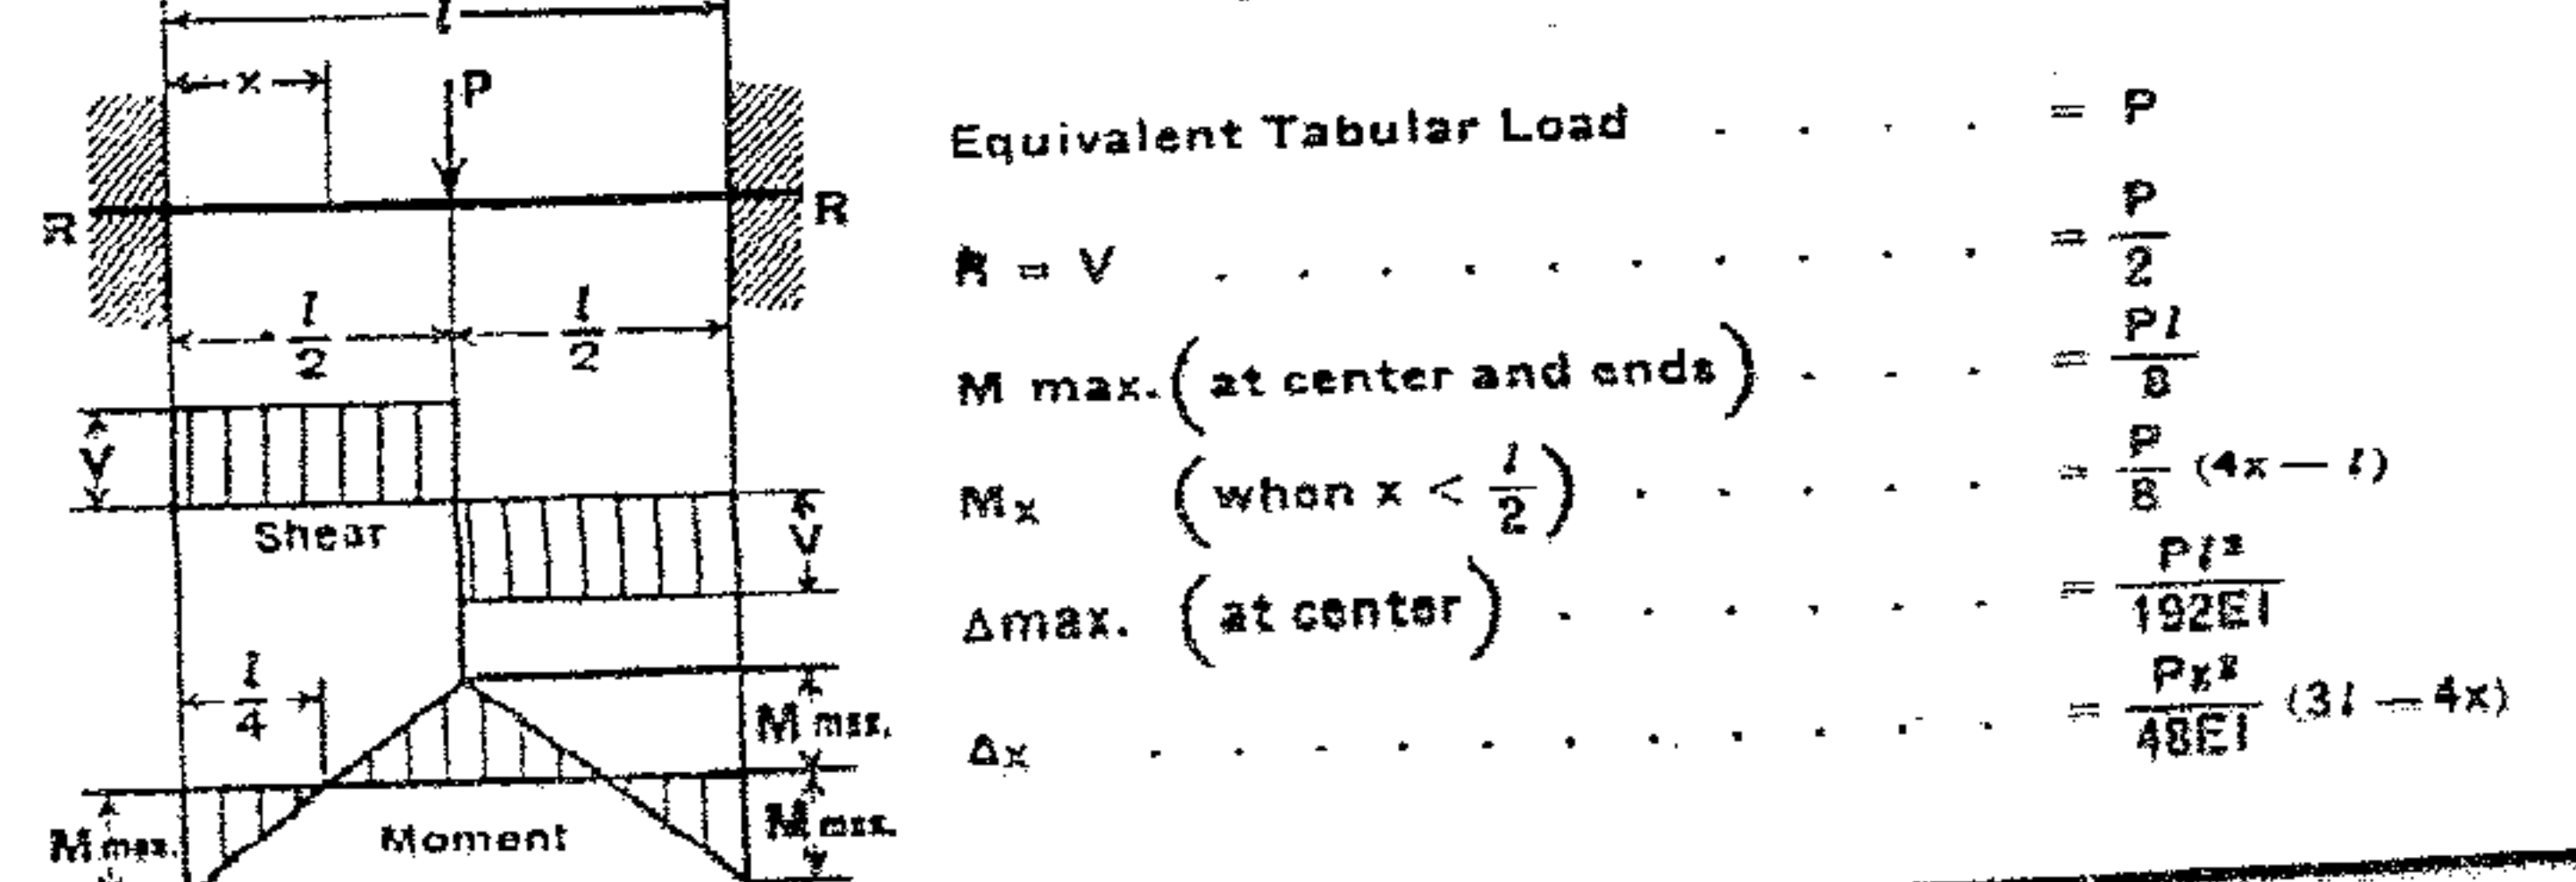 l
x
P
R R
l/2 l/2
V
Shear
V
l/4
M max.
M max.
M max.
Moment
Equivalent Tabular Load . . . . = P
R = V . . . . . . . . . . = P/2
M max. (at center and ends) . . . = Pl/8
Mx (when x < l/2) . . . . . = P/8 (4x — l)
Δmax. (at center) . . . . . . = Pl³/192EI
Δx . . . . . . . . . . . = Px²/48EI (3l — 4x)